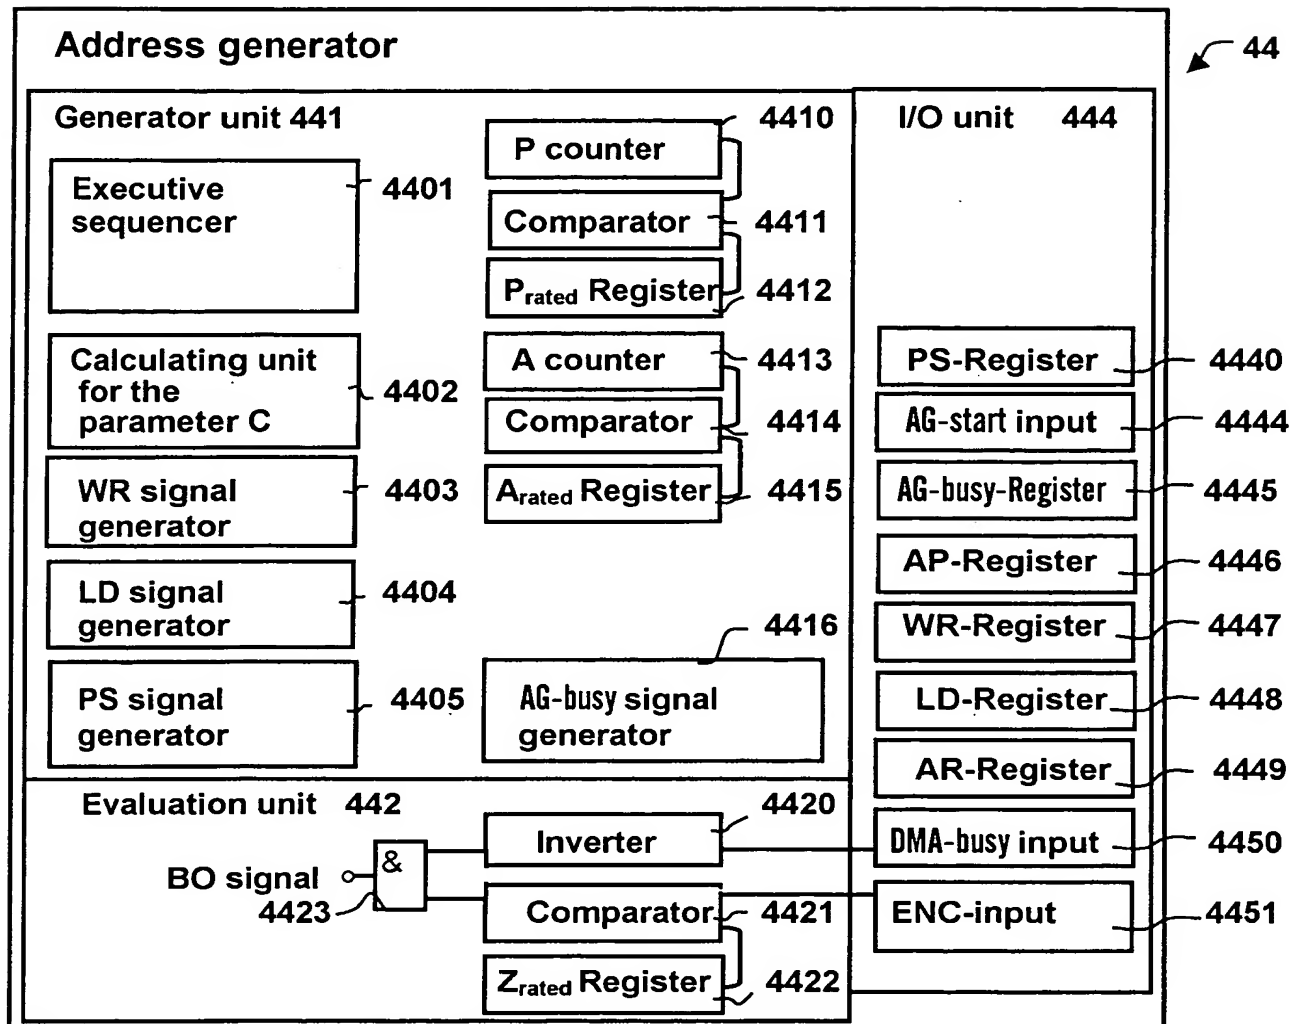 Address generator
44
Generator unit 441
Executive
sequencer
4401
Calculating unit
for the
parameter C
4402
WR signal
generator
4403
LD signal
generator
4404
PS signal
generator
4405
P counter
4410
Comparator
4411
Prated Register
4412
A counter
4413
Comparator
4414
Arated Register
4415
AG-busy signal
generator
4416
Evaluation unit 442
BO signal
&
4423
Inverter
4420
Comparator
4421
Zrated Register
4422
I/O unit 444
PS-Register
4440
AG-start input
4444
AG-busy-Register
4445
AP-Register
4446
WR-Register
4447
LD-Register
4448
AR-Register
4449
DMA-busy input
4450
ENC-input
4451